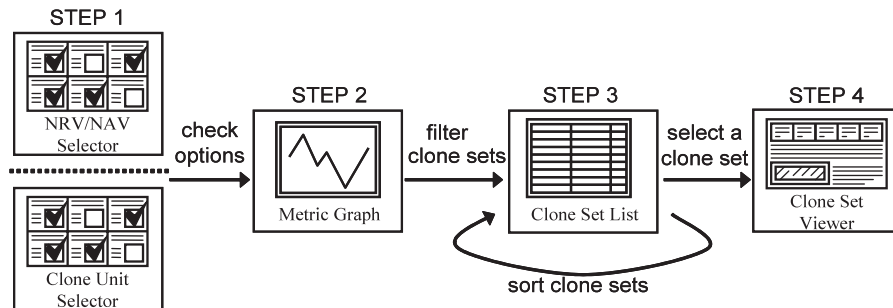 STEP 1
NRV/NAV
Selector
Clone Unit
Selector
check
options
STEP 2
Metric Graph
filter
clone sets
STEP 3
Clone Set List
sort clone sets
select a
clone set
STEP 4
Clone Set
Viewer